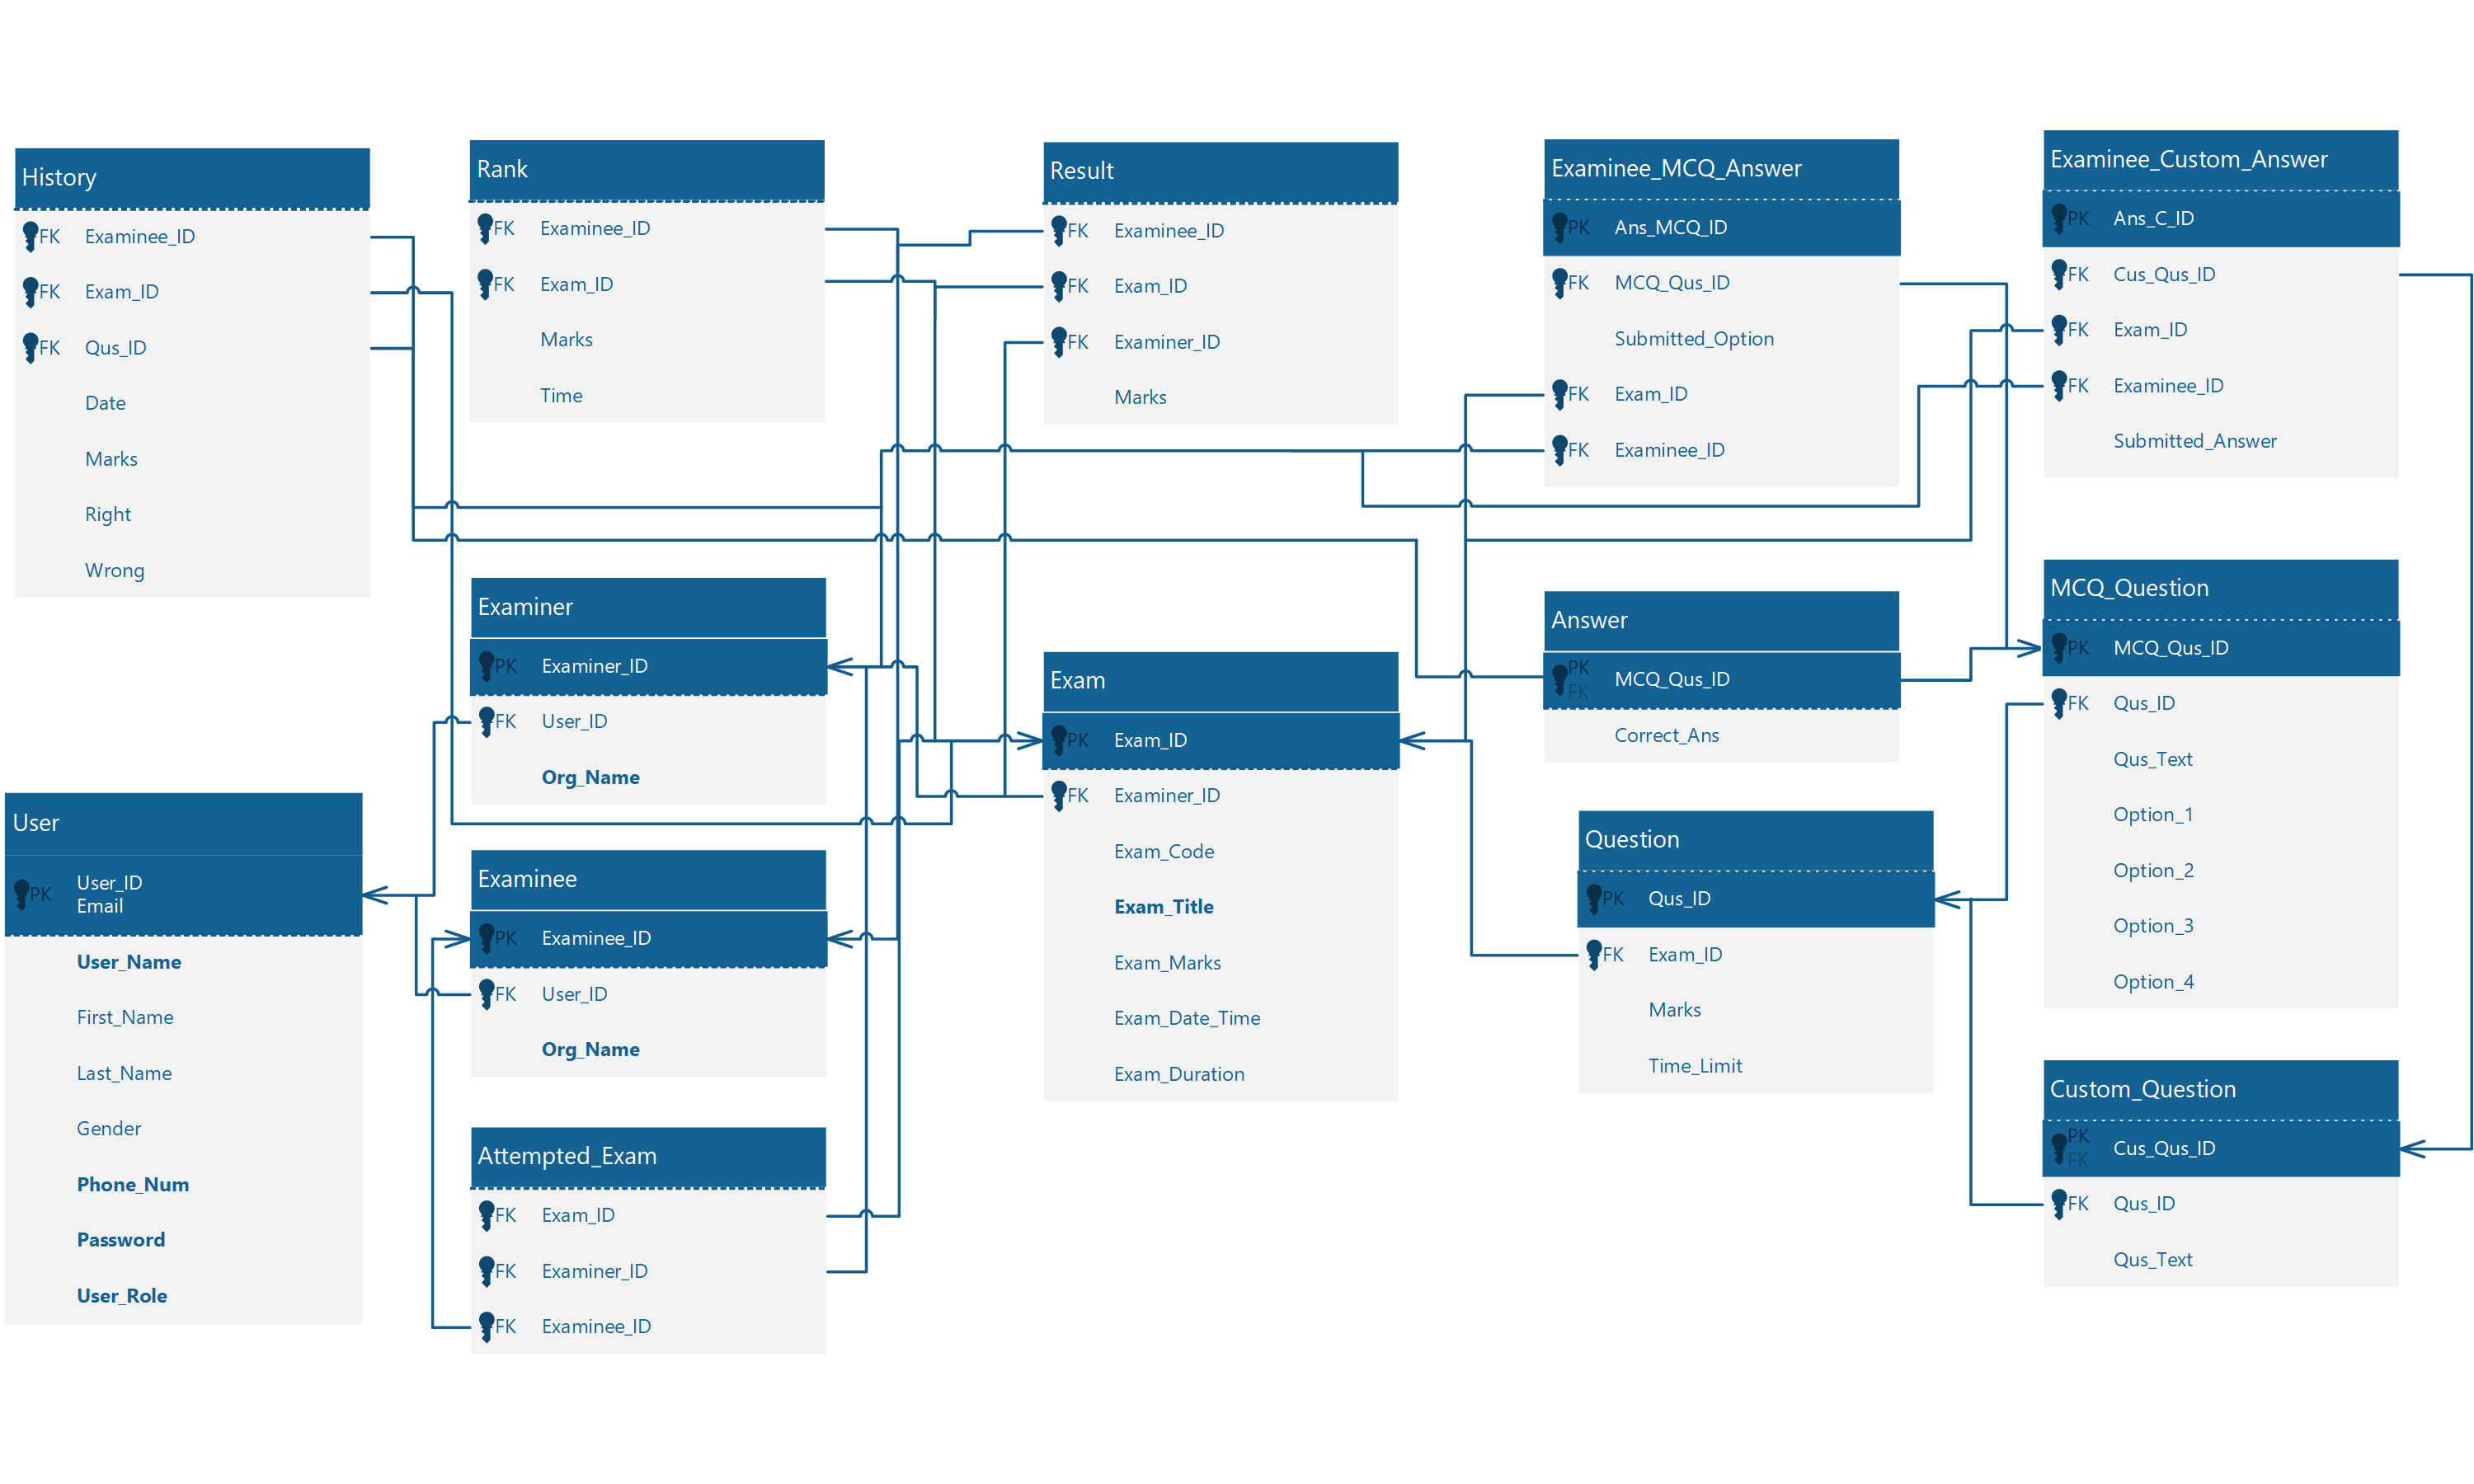 History
FK Examinee_ID
FK Exam_ID
FK Qus_ID
Date
Marks
Right
Wrong
Rank
FK Examinee_ID
FK Exam_ID
Marks
Time
Result
FK Examinee_ID
FK Exam_ID
FK Examiner_ID
Marks
Examinee_MCQ_Answer
PK Ans_MCQ_ID
FK MCQ_Qus_ID
Submitted_Option
FK Exam_ID
FK Examinee_ID
Examinee_Custom_Answer
PK Ans_C_ID
FK Cus_Qus_ID
FK Exam_ID
FK Examinee_ID
Submitted_Answer
Examiner
PK Examiner_ID
FK User_ID
Org_Name
Exam
PK Exam_ID
FK Examiner_ID
Exam_Code
Exam_Title
Exam_Marks
Exam_Date_Time
Exam_Duration
Answer
PK
FK MCQ_Qus_ID
Correct_Ans
MCQ_Question
PK MCQ_Qus_ID
FK Qus_ID
Qus_Text
Option_1
Option_2
Option_3
Option_4
User
PK User_ID
Email
User_Name
First_Name
Last_Name
Gender
Phone_Num
Password
User_Role
Examinee
PK Examinee_ID
FK User_ID
Org_Name
Question
PK Qus_ID
FK Exam_ID
Marks
Time_Limit
Attempted_Exam
FK Exam_ID
FK Examiner_ID
FK Examinee_ID
Custom_Question
PK
FK Cus_Qus_ID
FK Qus_ID
Qus_Text